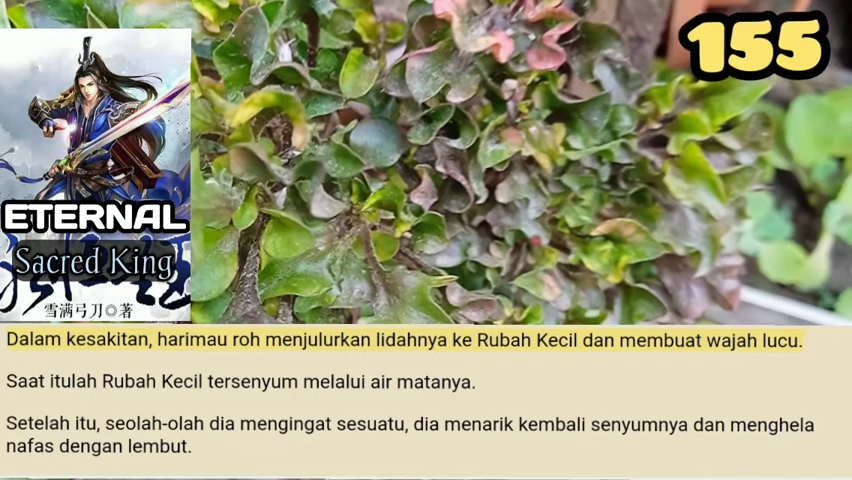 155
ETERNAL
Sacred King
雪满弓刀◎著
Dalam kesakitan, harimau roh menjulurkan lidahnya ke Rubah Kecil dan membuat wajah lucu.
Saat itulah Rubah Kecil tersenyum melalui air matanya.
Setelah itu, seolah-olah dia mengingat sesuatu, dia menarik kembali senyumnya dan menghela
nafas dengan lembut.